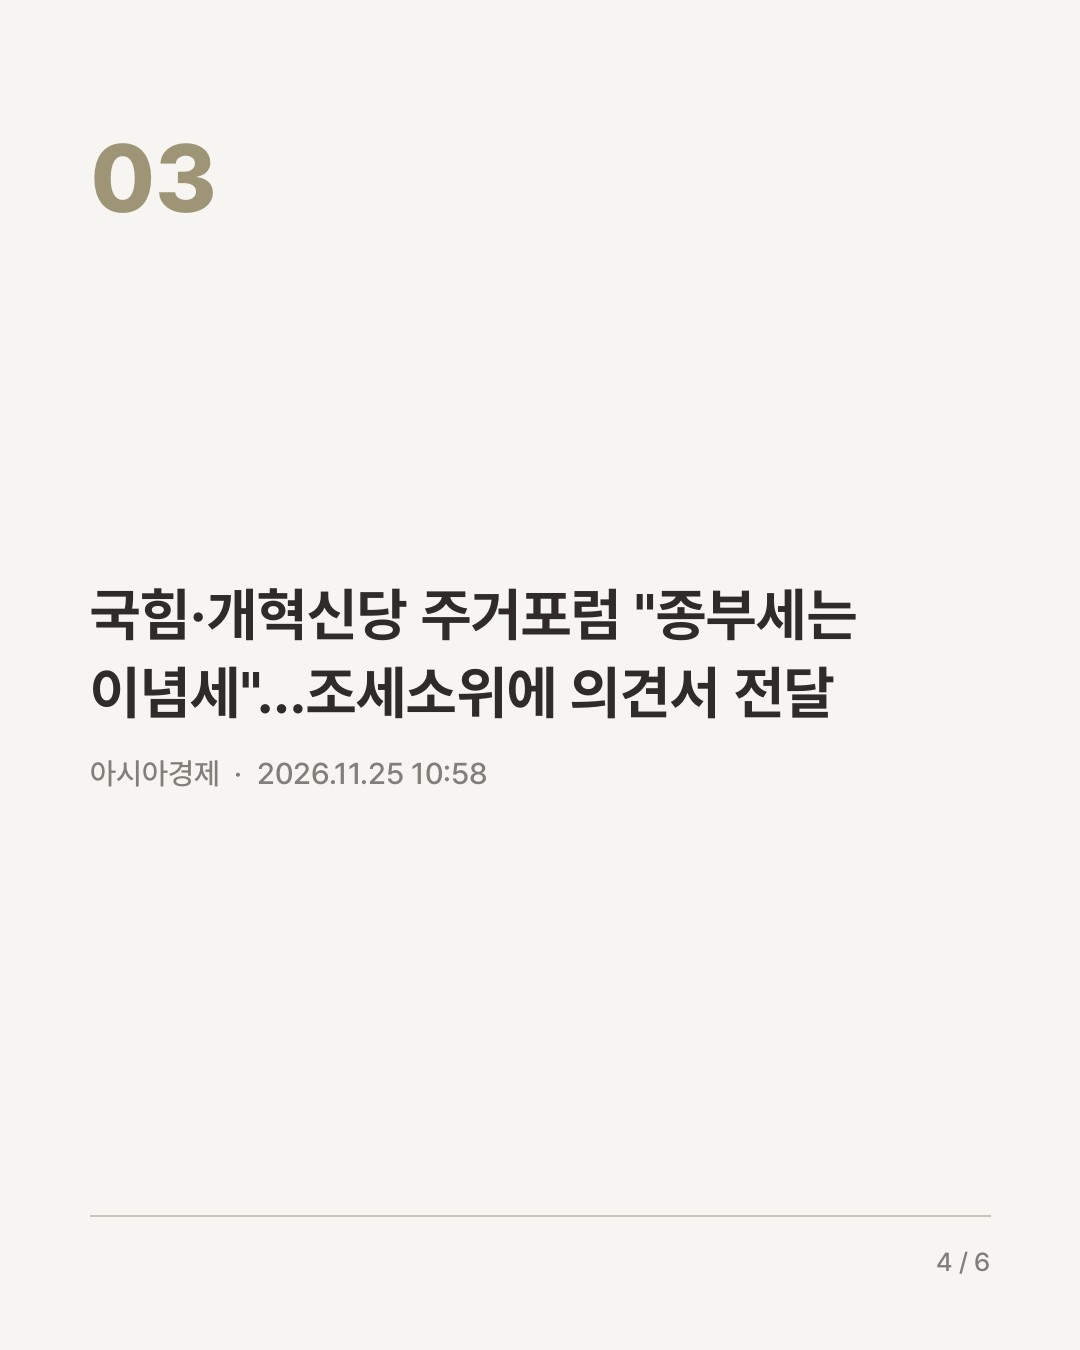 03
국힘·개혁신당 주거포럼 "종부세는
이념세"…조세소위에 의견서 전달
아시아경제 · 2026.11.25 10:58
4 / 6